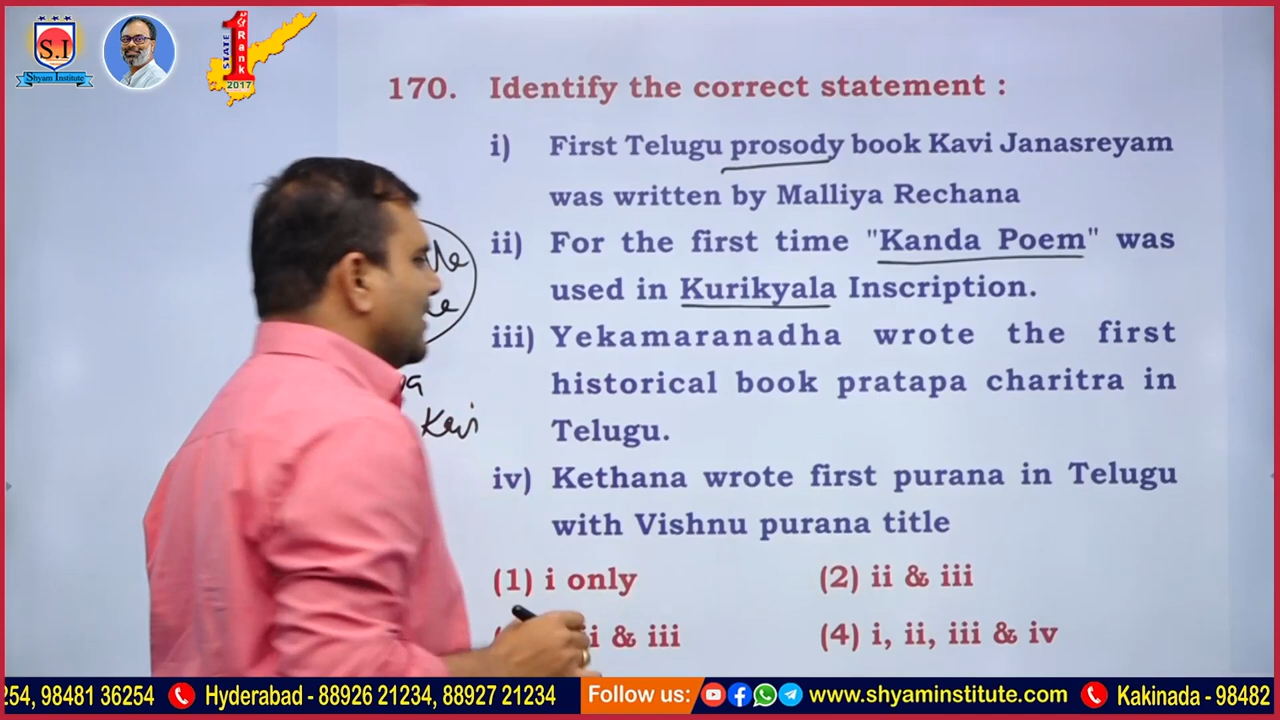 S.I
Shyam Institute
STATE
1
Rank
2017
170. Identify the correct statement :
i) First Telugu prosody book Kavi Janasreyam
was written by Malliya Rechana
ii) For the first time "Kanda Poem" was
used in Kurikyala Inscription.
iii) Yekamaranadha wrote the first
historical book pratapa charitra in
Telugu.
Kavi
iv) Kethana wrote first purana in Telugu
with Vishnu purana title
(1) i only (2) ii & iii
i & iii (4) i, ii, iii & iv
254, 98481 36254 Hyderabad - 88926 21234, 88927 21234 Follow us: www.shyaminstitute.com Kakinada - 98482